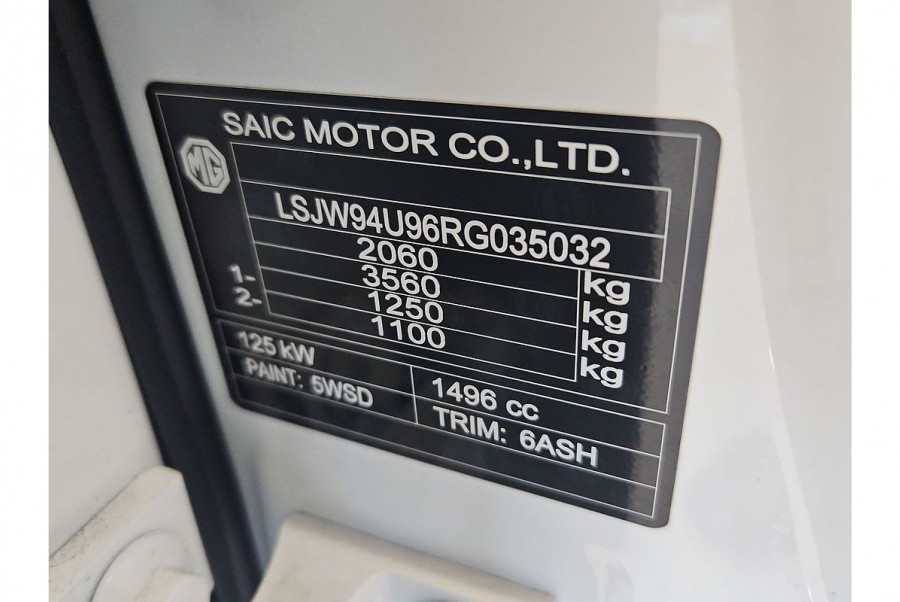 SAIC MOTOR CO.,LTD.
MG
LSJW94U96RG035032
2060 kg
3560 kg
1- 1250 kg
2- 1100 kg
125 kW 1496 cc
PAINT: 5WSD TRIM: 6ASH